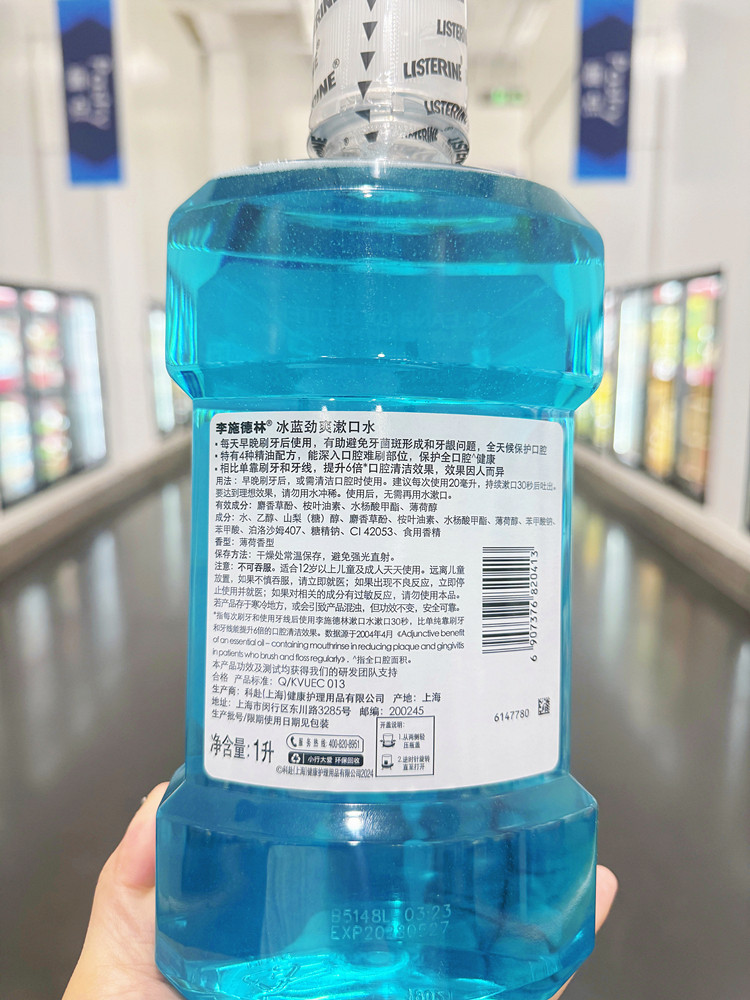 LISTERINE
LISTERINE®
LISTERINE
LISTERINE
李施德林® 冰蓝劲爽漱口水
• 每天早晚刷牙后使用，有助避免牙菌斑形成和牙龈问题，全天候保护口腔
• 特有4种精油配方，能深入口腔难刷部位，保护全口腔^健康
• 相比单靠刷牙和牙线，提升6倍*口腔清洁效果，效果因人而异
用法：早晚刷牙后，或需清洁口腔时使用。建议每次使用20毫升，持续漱口30秒后吐出。
要达到理想效果，请勿用水冲稀。使用后，无需再用水漱口。
有效成分：麝香草酚、桉叶油素、水杨酸甲酯、薄荷醇
成分：水、乙醇、山梨（糖）醇、麝香草酚、桉叶油素、水杨酸甲酯、薄荷醇、苯甲酸钠、
苯甲酸、泊洛沙姆407、糖精钠、CI 42053、食用香精
香型：薄荷香型
保存方法：干燥处常温保存，避免强光直射。
注意：不可吞服。适合12岁以上儿童及成人天天使用。远离儿童
放置，如果不慎吞服，请立即就医；如果出现不良反应，立即停
止使用并就医；如果对相关的成分有过敏反应，请勿使用本品。
若产品存于寒冷地方，或会引致产品混浊，但功效不变，安全可靠。
*指每次刷牙和使用牙线后使用李施德林漱口水漱口30秒，比单纯靠刷牙
和牙线能提升6倍的口腔清洁效果。数据源于2004年4月《Adjunctive benefit
of an essential oil – containing mouthrinse in reducing plaque and gingivitis
in patients who brush and floss regularly》. ^指全口腔面积。
本产品功效及测试均获得我们的研发团队支持
合格 产品标准：Q/KVUEC 013
生产商：科赴(上海)健康护理用品有限公司 产地：上海
地址：上海市闵行区东川路3285号 邮编：200245
生产批号/限期使用日期见包装
净含量：1升
服务热线:400-820-8951
小行大爱 环保回收
©科赴(上海)健康护理用品有限公司2024
开盖说明：
1.从两侧轻
压瓶盖
2.逆时针旋转
直至打开
6 907376 820413
6147780
B5148L 03:23